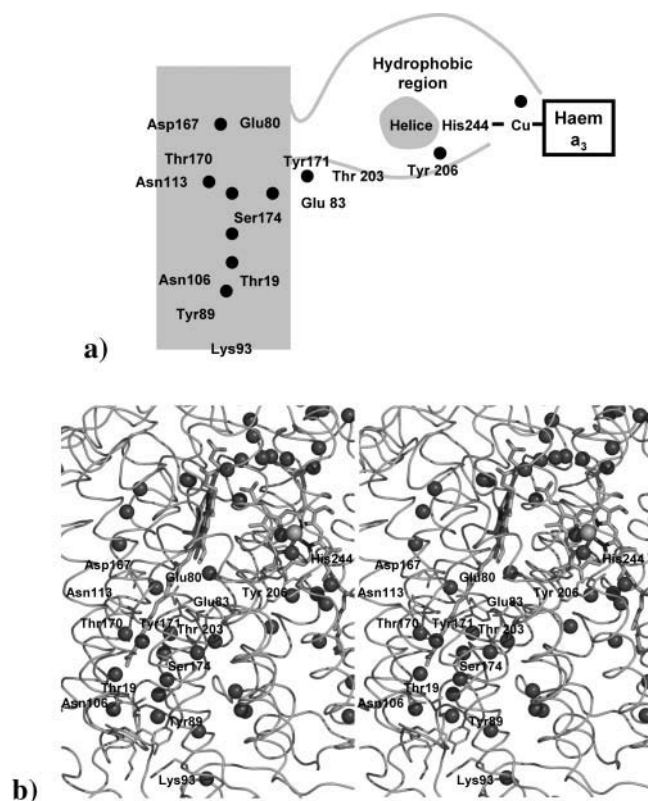 Hydrophobic
region
Asp167 Glu80 Helice His244 Cu Haem
a3
Thr170 Tyr171 Tyr 206
Asn113 Thr 203
Ser174 Glu 83
Asn106 Thr19
Tyr89
a) Lys93
His244
Asp167 Glu80
Asn113 Glu83 Tyr 206
Thr170 Tyr171 Thr 203
Ser174
Thr19
Asn106
Tyr89
Lys93
His244
Asp167 Glu80
Asn113 Glu83 Tyr 206
Thr170 Tyr171 Thr 203
Ser174
Thr19
Asn106
Tyr89
b) Lys93